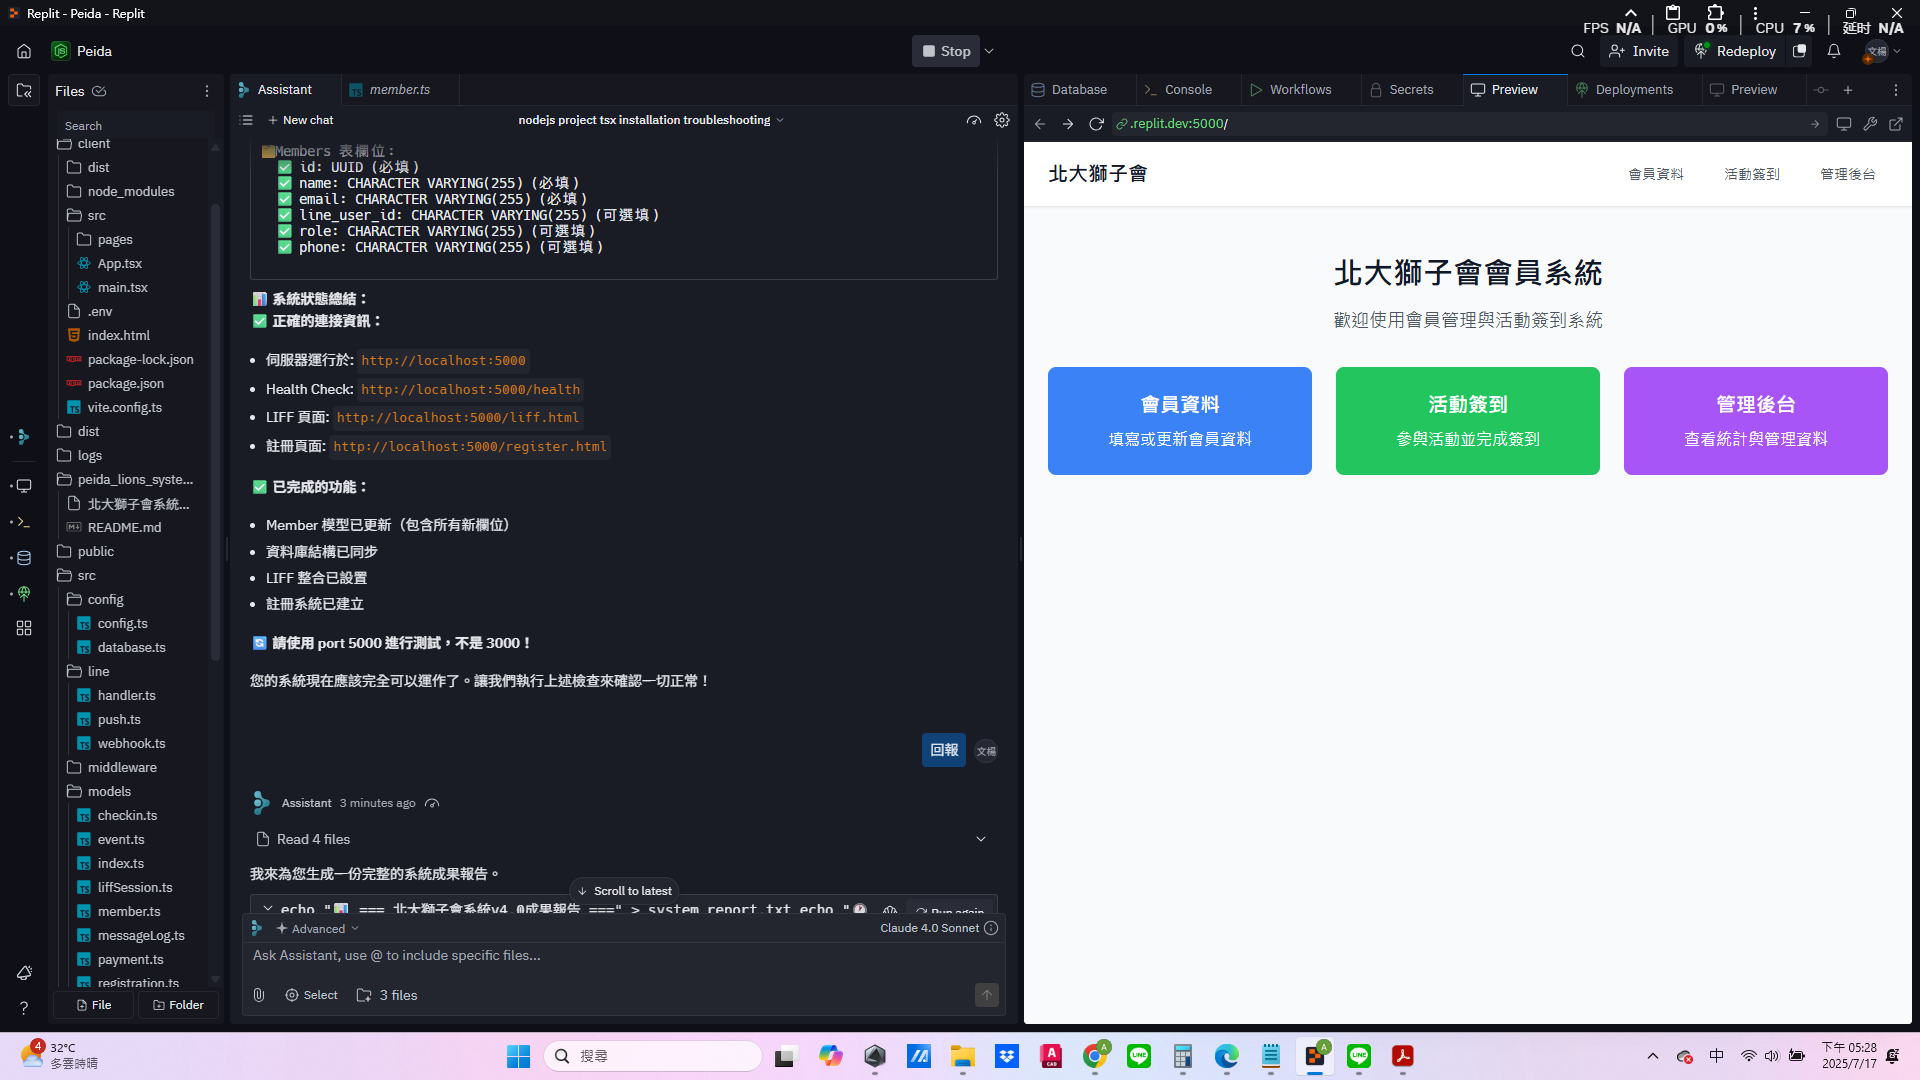 Replit - Peida - Replit
FPS N/A GPU 0% CPU 7% 延时 N/A
Peida
Stop
Invite
Redeploy
文楊
Files
Assistant
member.ts
Database
Console
Workflows
Secrets
Preview
Deployments
Preview
Search
New chat
nodejs project tsx installation troubleshooting
.replit.dev:5000/
client
dist
node_modules
src
pages
App.tsx
main.tsx
.env
index.html
package-lock.json
package.json
vite.config.ts
dist
logs
peida_lions_syste...
北大獅子會系統...
README.md
public
src
config
config.ts
database.ts
line
handler.ts
push.ts
webhook.ts
middleware
models
checkin.ts
event.ts
index.ts
liffSession.ts
member.ts
messageLog.ts
payment.ts
registration.ts
File
Folder
Members 表欄位:
✅ id: UUID (必填)
✅ name: CHARACTER VARYING(255) (必填)
✅ email: CHARACTER VARYING(255) (必填)
✅ line_user_id: CHARACTER VARYING(255) (可選填)
✅ role: CHARACTER VARYING(255) (可選填)
✅ phone: CHARACTER VARYING(255) (可選填)
📊 系統狀態總結：
✅ 正確的連接資訊：
• 伺服器運行於: http://localhost:5000
• Health Check: http://localhost:5000/health
• LIFF 頁面: http://localhost:5000/liff.html
• 註冊頁面: http://localhost:5000/register.html
✅ 已完成的功能：
• Member 模型已更新（包含所有新欄位）
• 資料庫結構已同步
• LIFF 整合已設置
• 註冊系統已建立
🔄 請使用 port 5000 進行測試，不是 3000！
您的系統現在應該完全可以運作了。讓我們執行上述檢查來確認一切正常！
回報
文楊
Assistant 3 minutes ago
Read 4 files
我來為您生成一份完整的系統成果報告。
Scroll to latest
echo "📊 === 北大獅子會系統v4.0成果報告 ===" > system_report.txt echo "🕐
Run again
Advanced
Claude 4.0 Sonnet
Ask Assistant, use @ to include specific files...
Select
3 files
北大獅子會
會員資料
活動簽到
管理後台
北大獅子會會員系統
歡迎使用會員管理與活動簽到系統
會員資料
填寫或更新會員資料
活動簽到
參與活動並完成簽到
管理後台
查看統計與管理資料
4
32°C
多雲時晴
搜尋
中
下午 05:28
2025/7/17